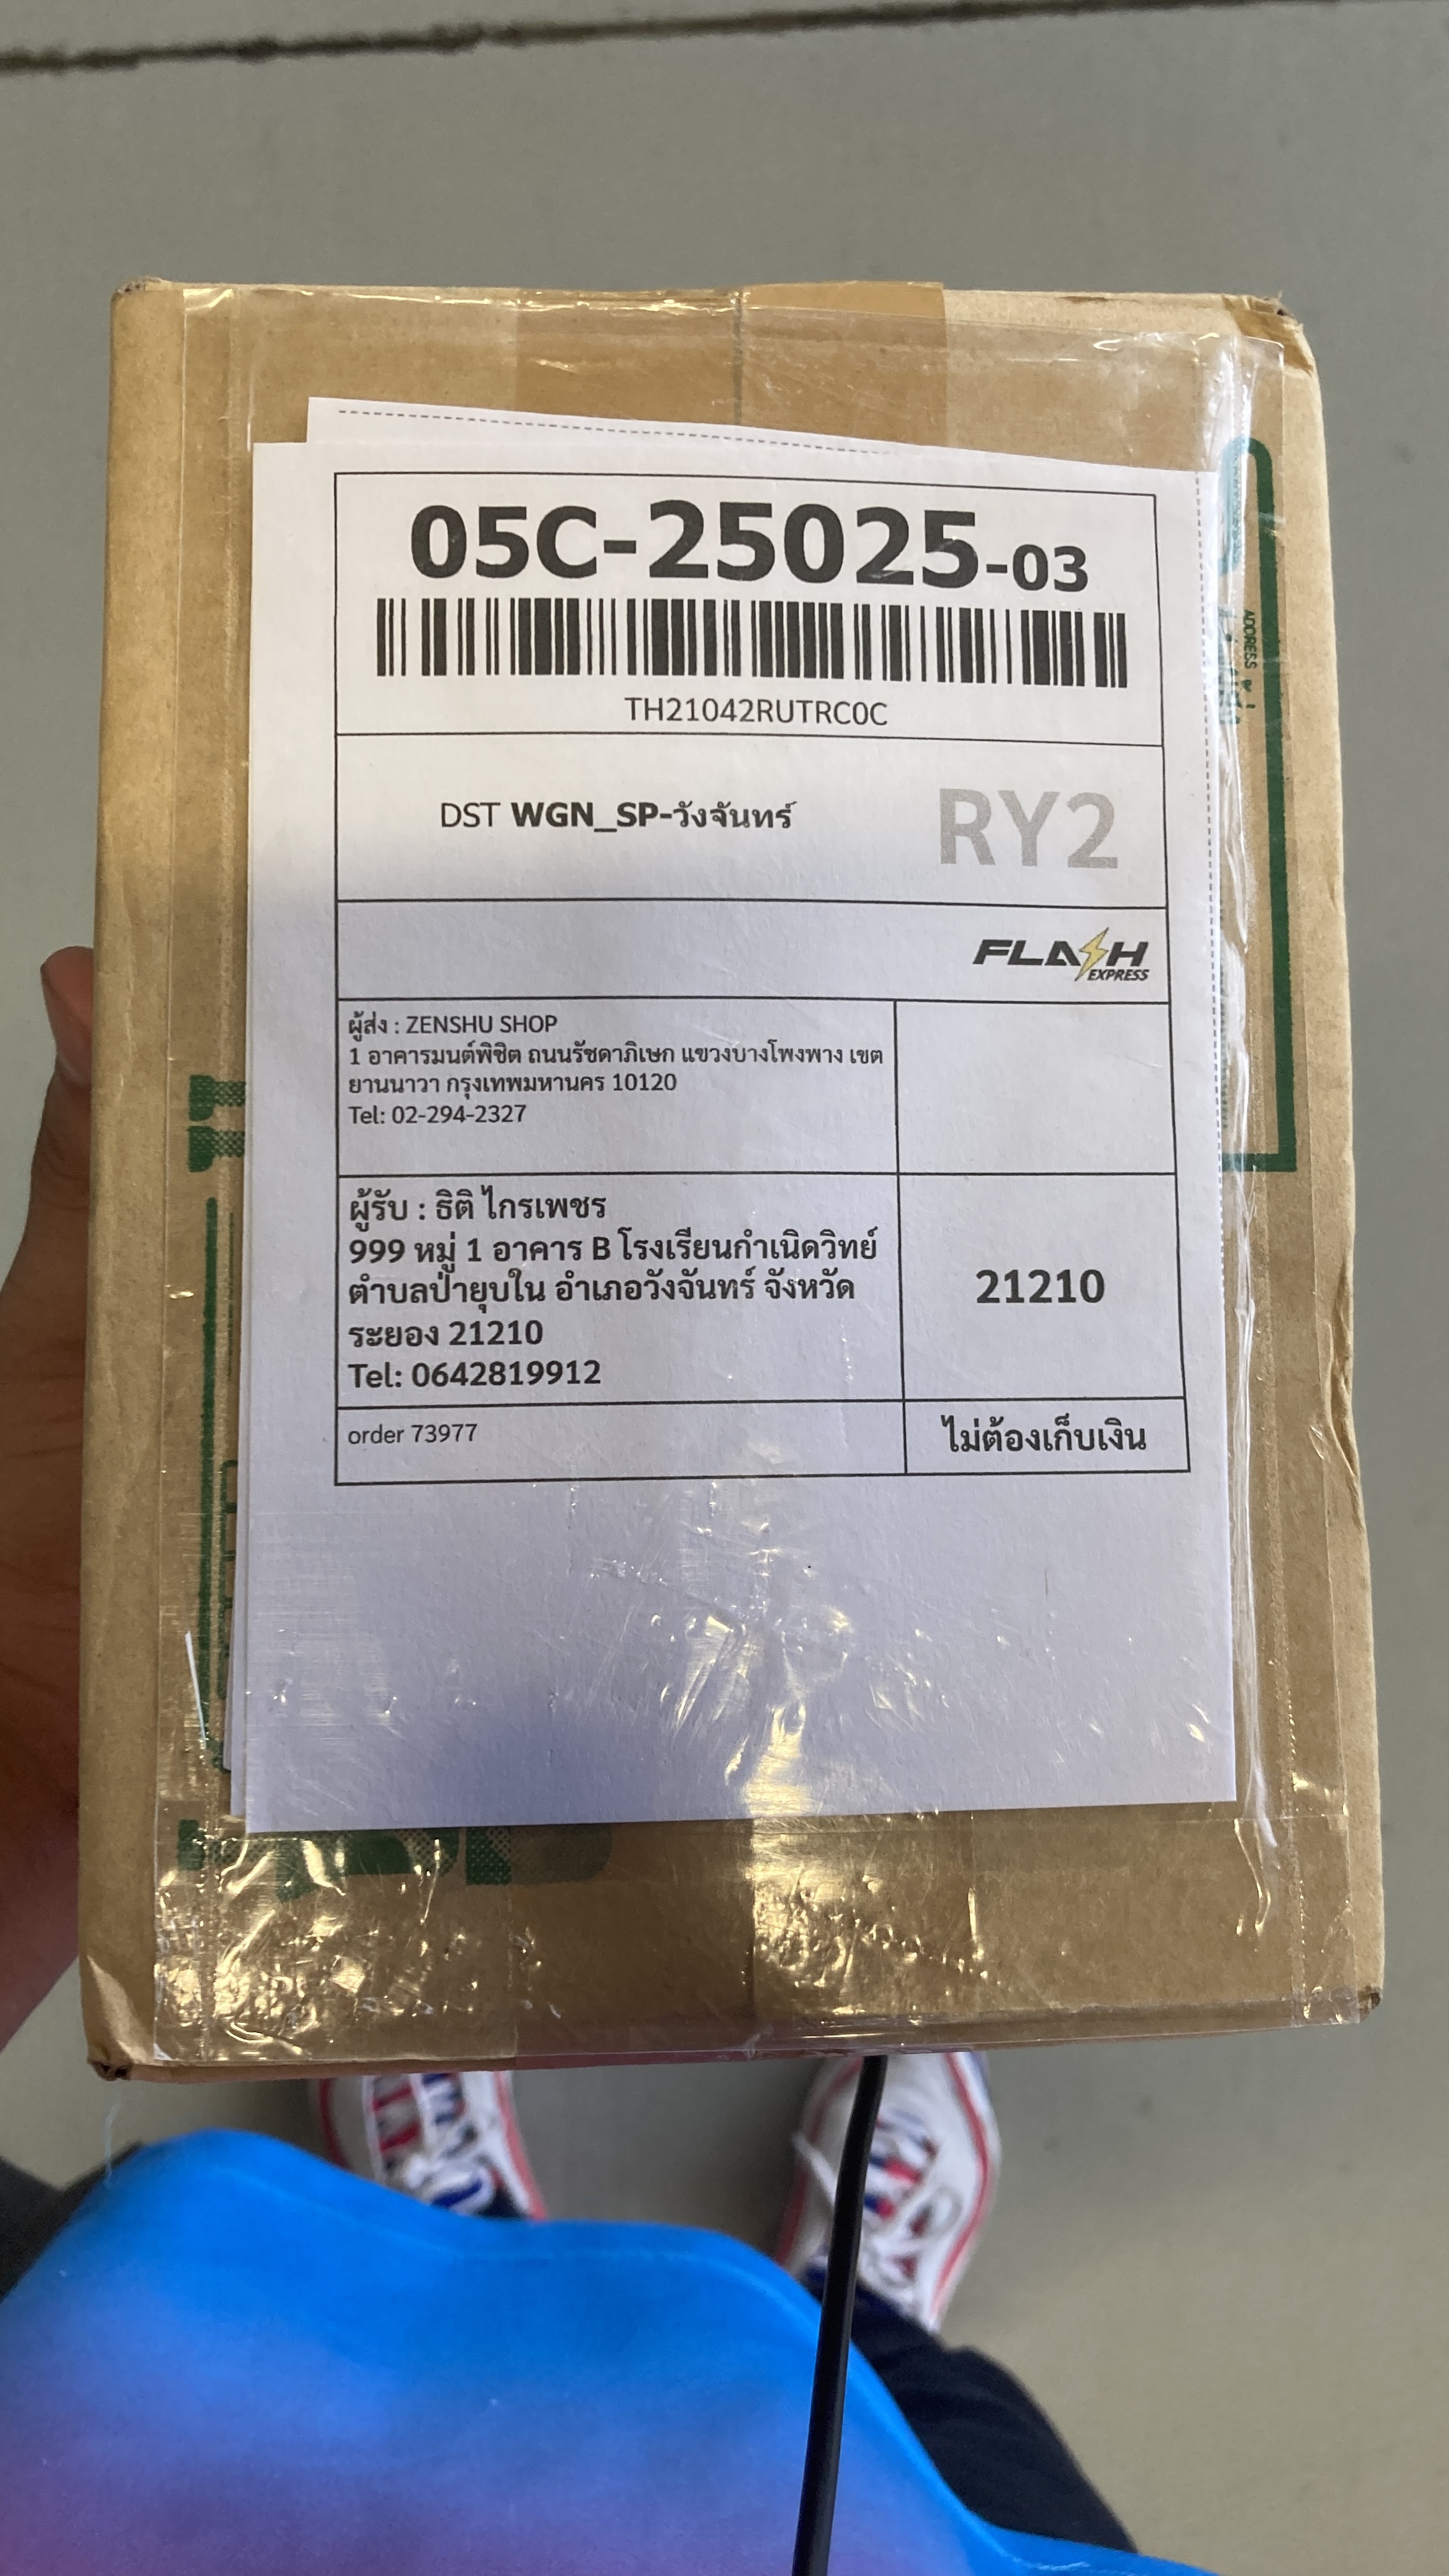 05C-25025-03
TH21042RUTRC0C
DST WGN_SP-วังจันทร์
RY2
FLASH
EXPRESS
ผู้ส่ง : ZENSHU SHOP
1 อาคารมนต์พิชิต ถนนรัชดาภิเษก แขวงบางโพงพาง เขต
ยานนาวา กรุงเทพมหานคร 10120
Tel: 02-294-2327
ผู้รับ : ธิติ ไกรเพชร
999 หมู่ 1 อาคาร B โรงเรียนกำเนิดวิทย์
ตำบลป่ายุบใน อำเภอวังจันทร์ จังหวัด
ระยอง 21210
Tel: 0642819912
21210
order 73977
ไม่ต้องเก็บเงิน
ADDRESS